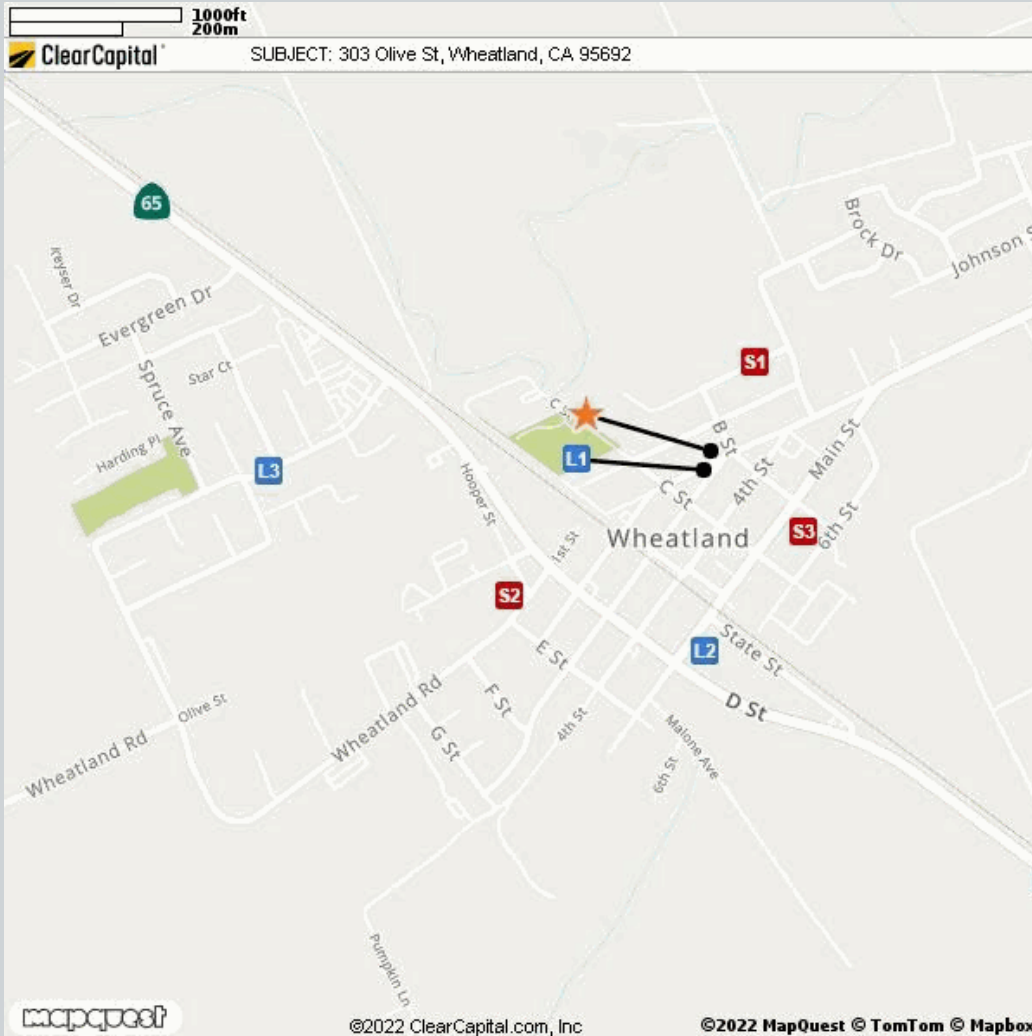 1000ft
200m
ClearCapital
SUBJECT: 303 Olive St, Wheatland, CA 95692
65
Brock Dr
Johnson
Keyser Dr
Evergreen Dr
S1
Star Ct
Spruce Ave
B St
Main St
Harding Pl
L3
L1
Hooper St
C St
4th St
Wheatland
S3
6th St
1st St
S2
L2
State St
E St
D St
F St
Olive St
Wheatland Rd
Wheatland Rd
G St
4th St
Malone Ave
6th St
Pumpkin Ln
mapquest
©2022 ClearCapital.com, Inc
©2022 MapQuest © TomTom © Mapbox